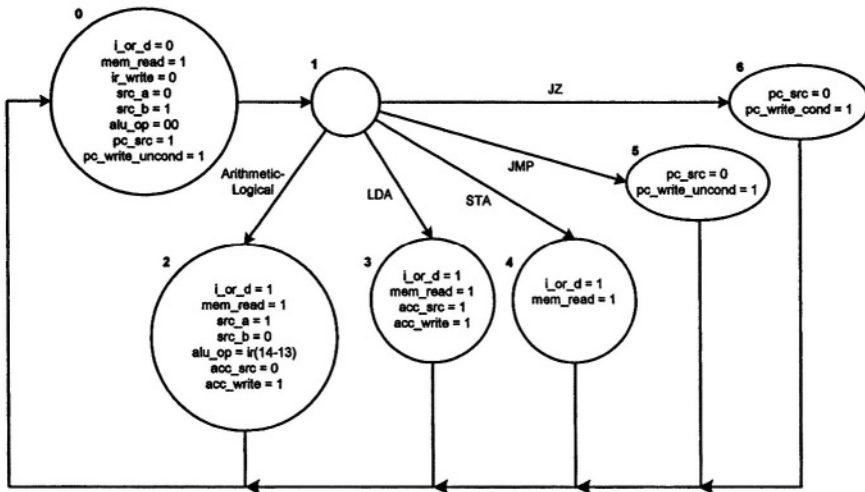 0
i_or_d = 0
mem_read = 1
ir_write = 0
src_a = 0
src_b = 1
alu_op = 00
pc_src = 1
pc_write_uncond = 1
1
JZ
6
pc_src = 0
pc_write_cond = 1
JMP
5
pc_src = 0
pc_write_uncond = 1
Arithmetic-
Logical
LDA
STA
2
i_or_d = 1
mem_read = 1
src_a = 1
src_b = 0
alu_op = ir(14-13)
acc_src = 0
acc_write = 1
3
i_or_d = 1
mem_read = 1
acc_src = 1
acc_write = 1
4
i_or_d = 1
mem_read = 1